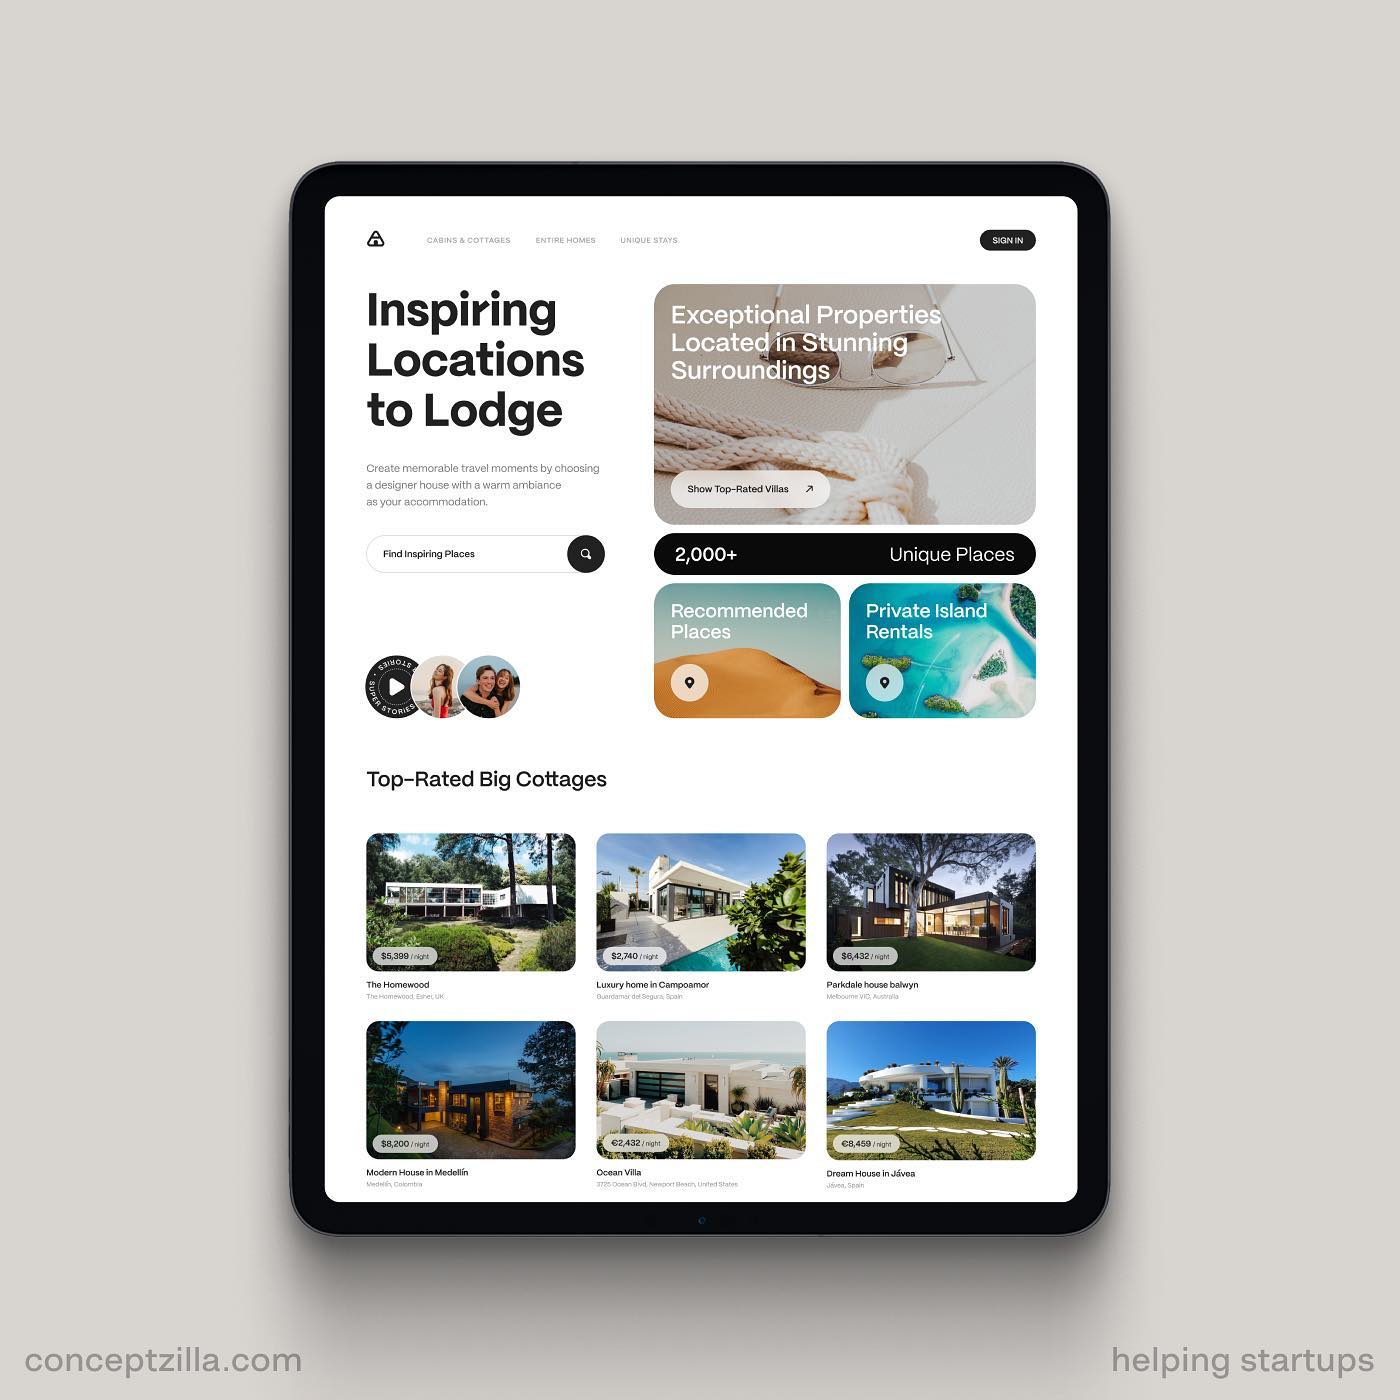 CABINS & COTTAGES
ENTIRE HOMES
UNIQUE STAYS
SIGN IN
Inspiring
Locations
to Lodge
Create memorable travel moments by choosing
a designer house with a warm ambiance
as your accommodation.
Find Inspiring Places
SUPER STORIES • STORIES
Exceptional Properties
Located in Stunning
Surroundings
Show Top-Rated Villas
2,000+
Unique Places
Recommended
Places
Private Island
Rentals
Top-Rated Big Cottages
$5,399 / night
The Homewood
The Homewood, Esher, UK
$2,740 / night
Luxury home in Campoamor
Guardamar del Segura, Spain
$6,432 / night
Parkdale house balwyn
Melbourne VIC, Australia
$8,200 / night
Modern House in Medellín
Medellín, Colombia
€2,432 / night
Ocean Villa
3725 Ocean Blvd, Newport Beach, United States
€8,459 / night
Dream House in Jávea
Jávea, Spain
conceptzilla.com
helping startups